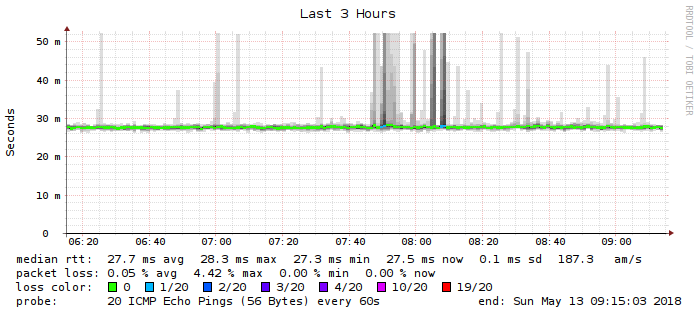 Last 3 Hours
RRDTOOL / TOBI OETIKER
Seconds
50 m
40 m
30 m
20 m
10 m
0
06:20 06:40 07:00 07:20 07:40 08:00 08:20 08:40 09:00
median rtt: 27.7 ms avg 28.3 ms max 27.3 ms min 27.5 ms now 0.1 ms sd 187.3 am/s
packet loss: 0.05 % avg 4.42 % max 0.00 % min 0.00 % now
loss color: 0 1/20 2/20 3/20 4/20 10/20 19/20
probe: 20 ICMP Echo Pings (56 Bytes) every 60s end: Sun May 13 09:15:03 2018